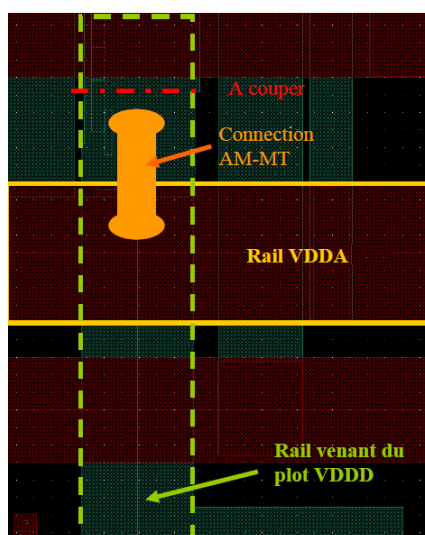 A couper
Connection
AM-MT
Rail VDDA
Rail venant du
plot VDDD